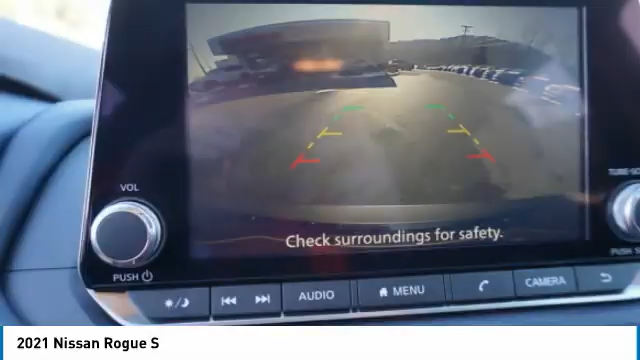 Check surroundings for safety.
VOL
PUSH
AUDIO
MENU
CAMERA
2021 Nissan Rogue S